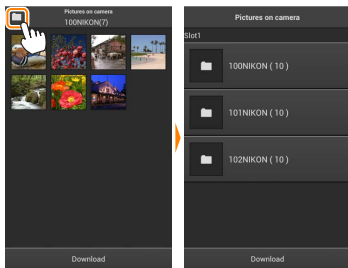 Pictures on camera
100NIKON(7)
Download
Pictures on camera
Slot1
100NIKON ( 10 )
101NIKON ( 10 )
102NIKON ( 10 )
Download